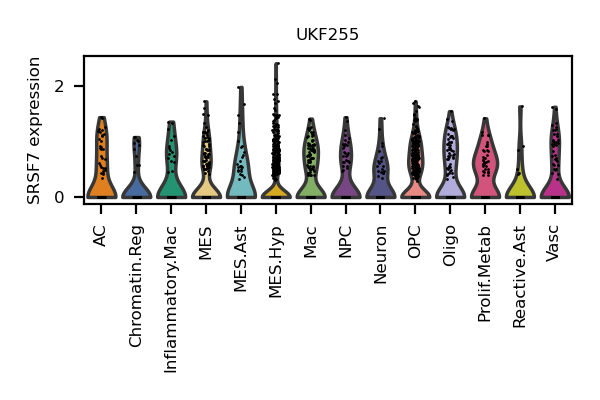 UKF255
SRSF7 expression
2
0
AC
Chromatin.Reg
Inflammatory.Mac
MES
MES.Ast
MES.Hyp
Mac
NPC
Neuron
OPC
Oligo
Prolif.Metab
Reactive.Ast
Vasc